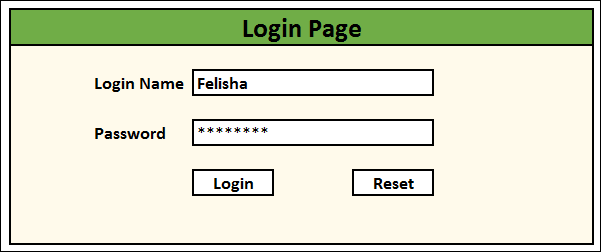 Login Page
Login Name Felisha
Password ********
Login Reset